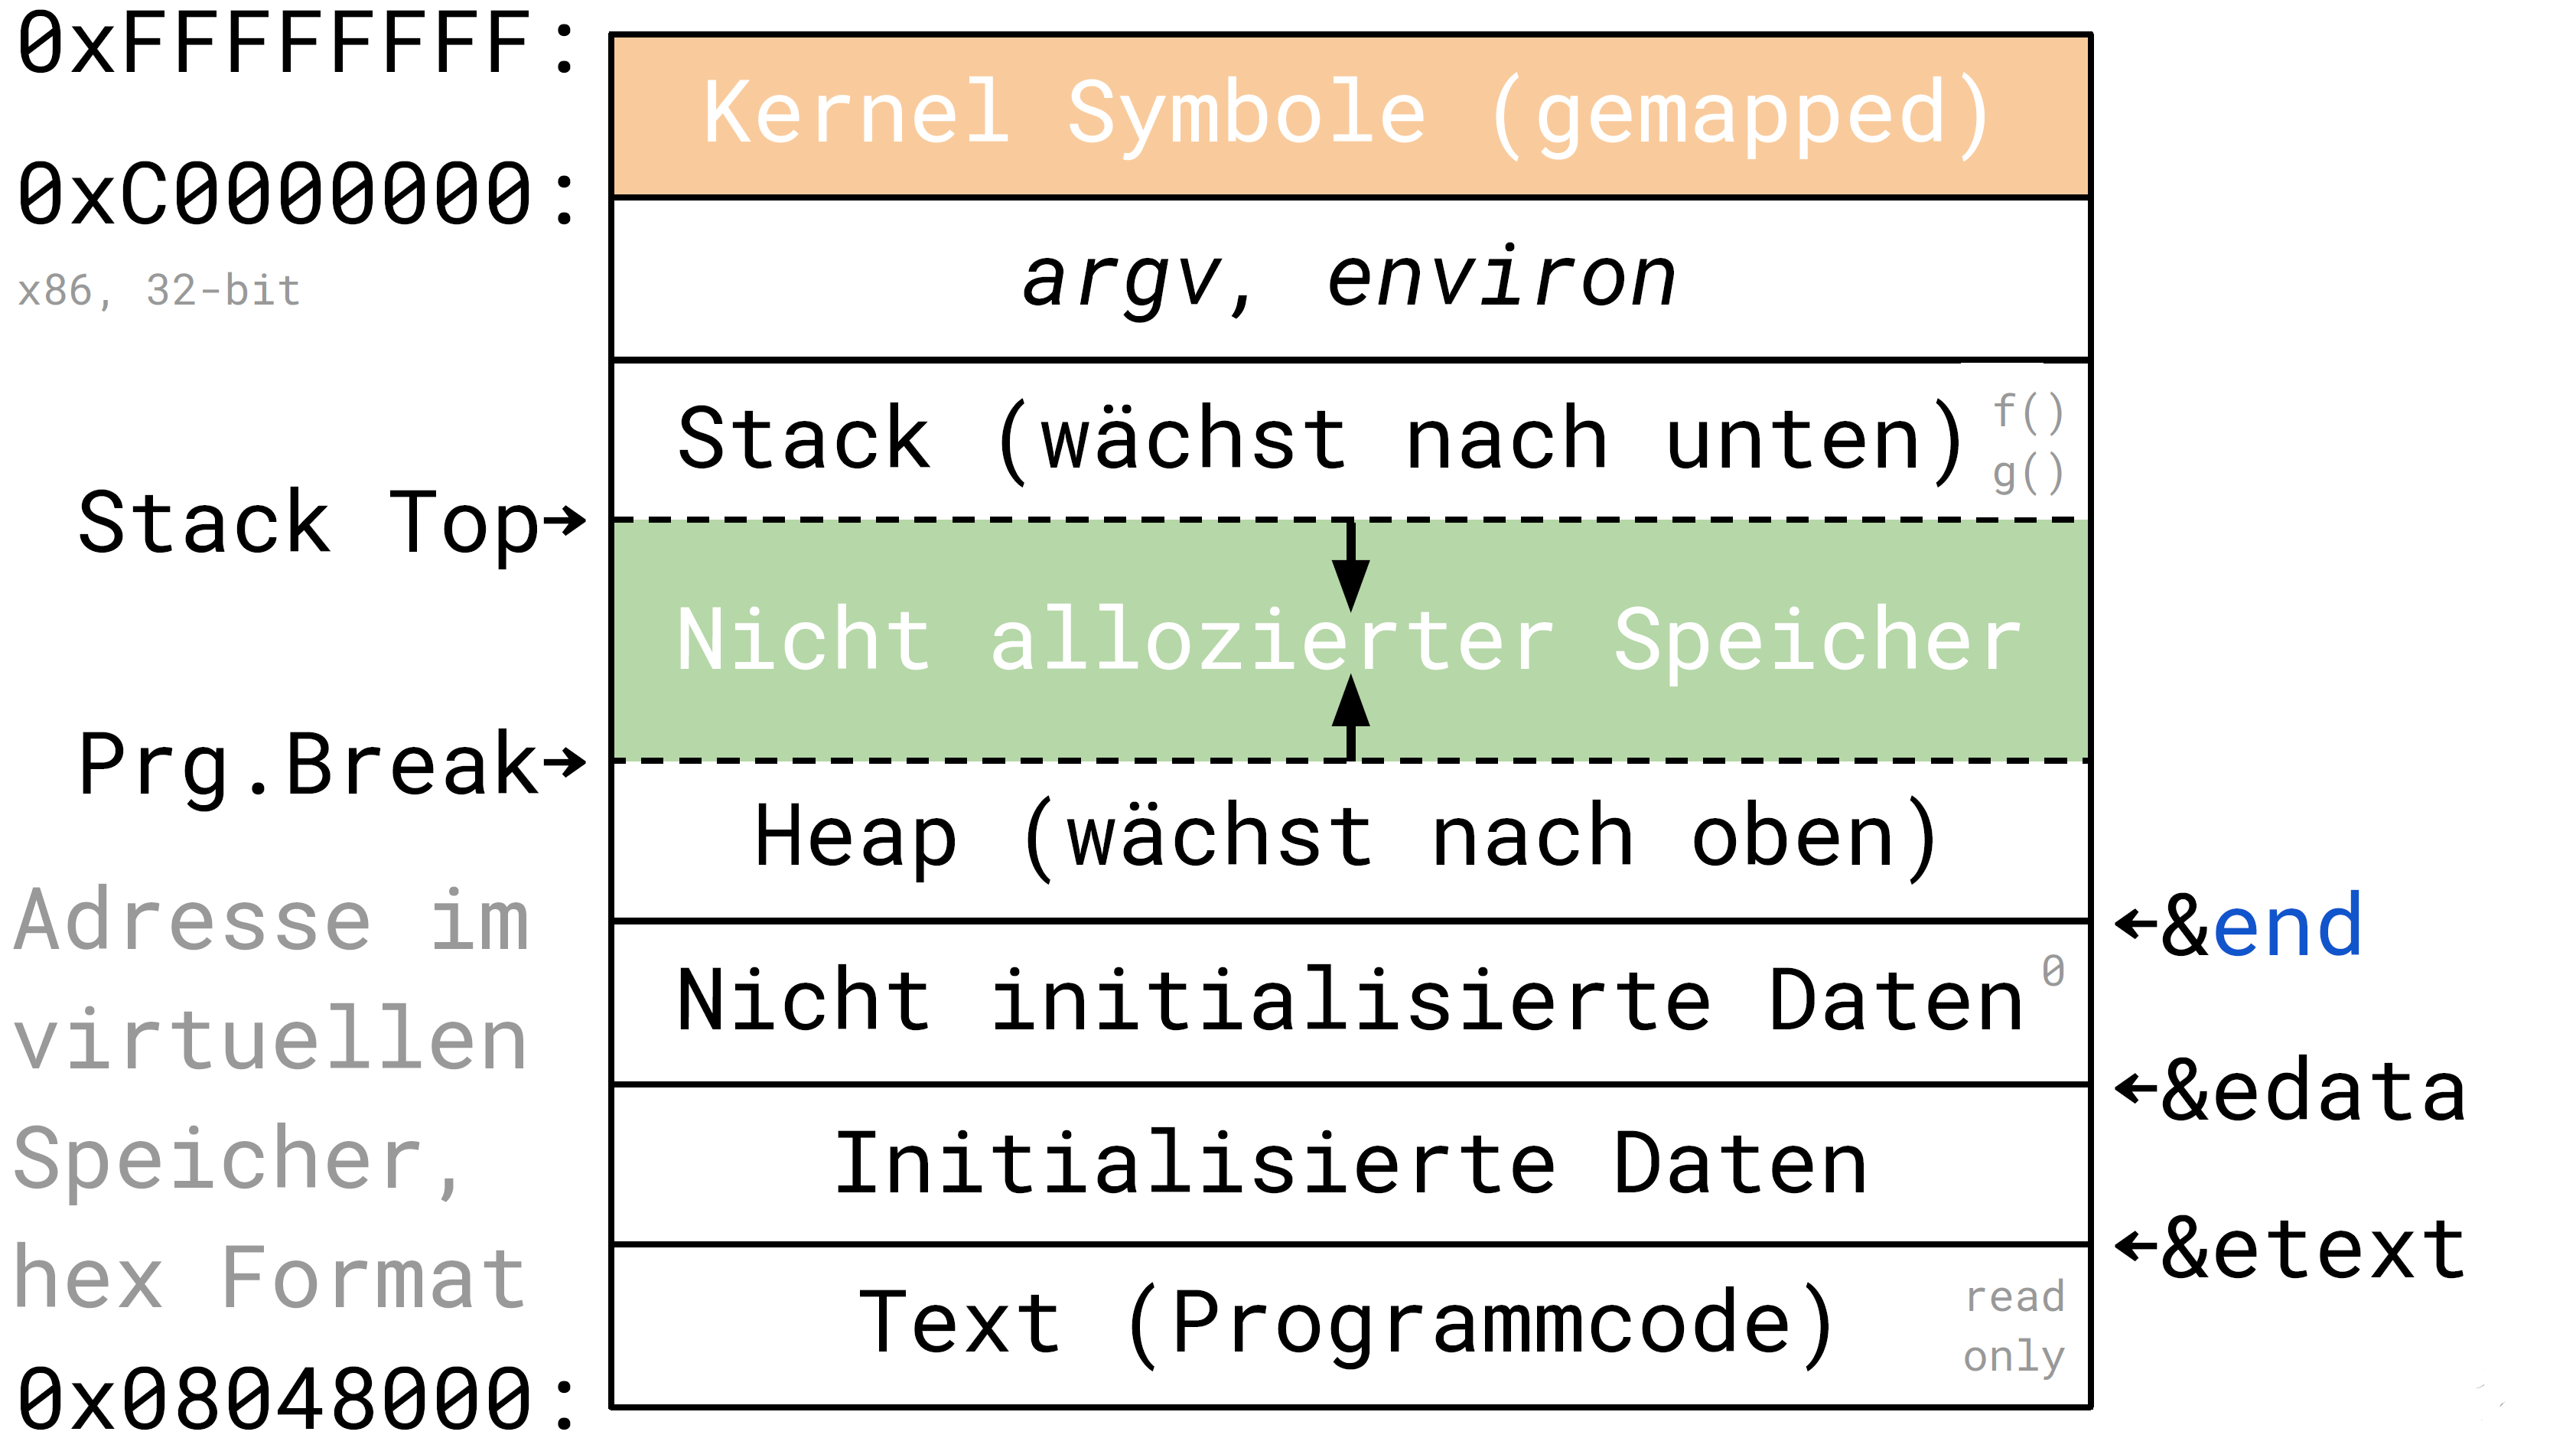 0xFFFFFFFF:
Kernel Symbole (gemapped)
0xC0000000:
x86, 32-bit
argv, environ
Stack (wächst nach unten)
f()
g()
Stack Top→
Nicht allozierter Speicher
Prg.Break→
Heap (wächst nach oben)
←&end
Nicht initialisierte Daten
0
←&edata
Initialisierte Daten
←&etext
Text (Programmcode)
read
only
Adresse im
virtuellen
Speicher,
hex Format
0x08048000: